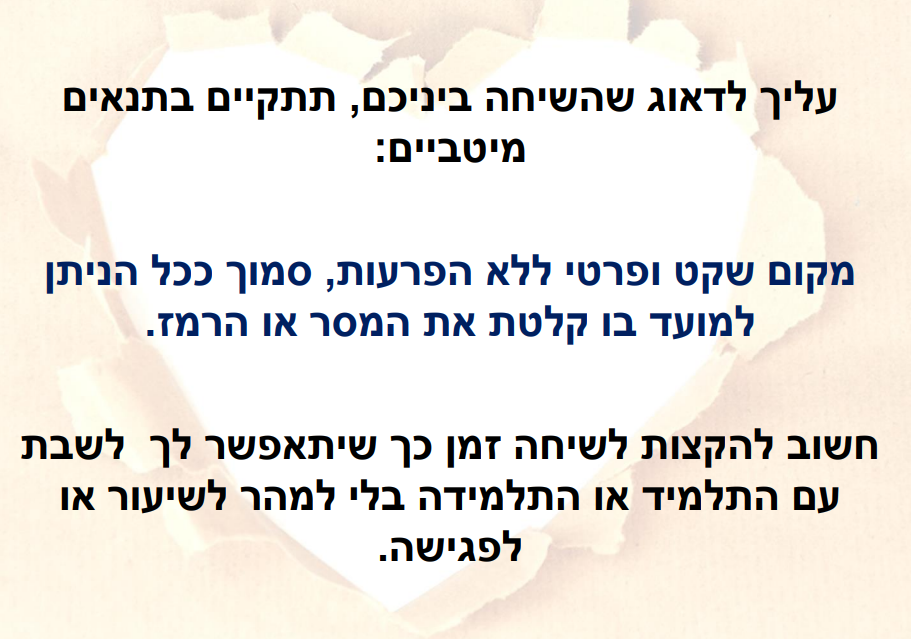 עליך לדאוג שהשיחה ביניכם, תתקיים בתנאים
מיטביים:
מקום שקט ופרטי ללא הפרעות, סמוך ככל הניתן
למועד בו קלטת את המסר או הרמז.
חשוב להקצות לשיחה זמן כך שיתאפשר לך לשבת
עם התלמיד או התלמידה בלי למהר לשיעור או
לפגישה.